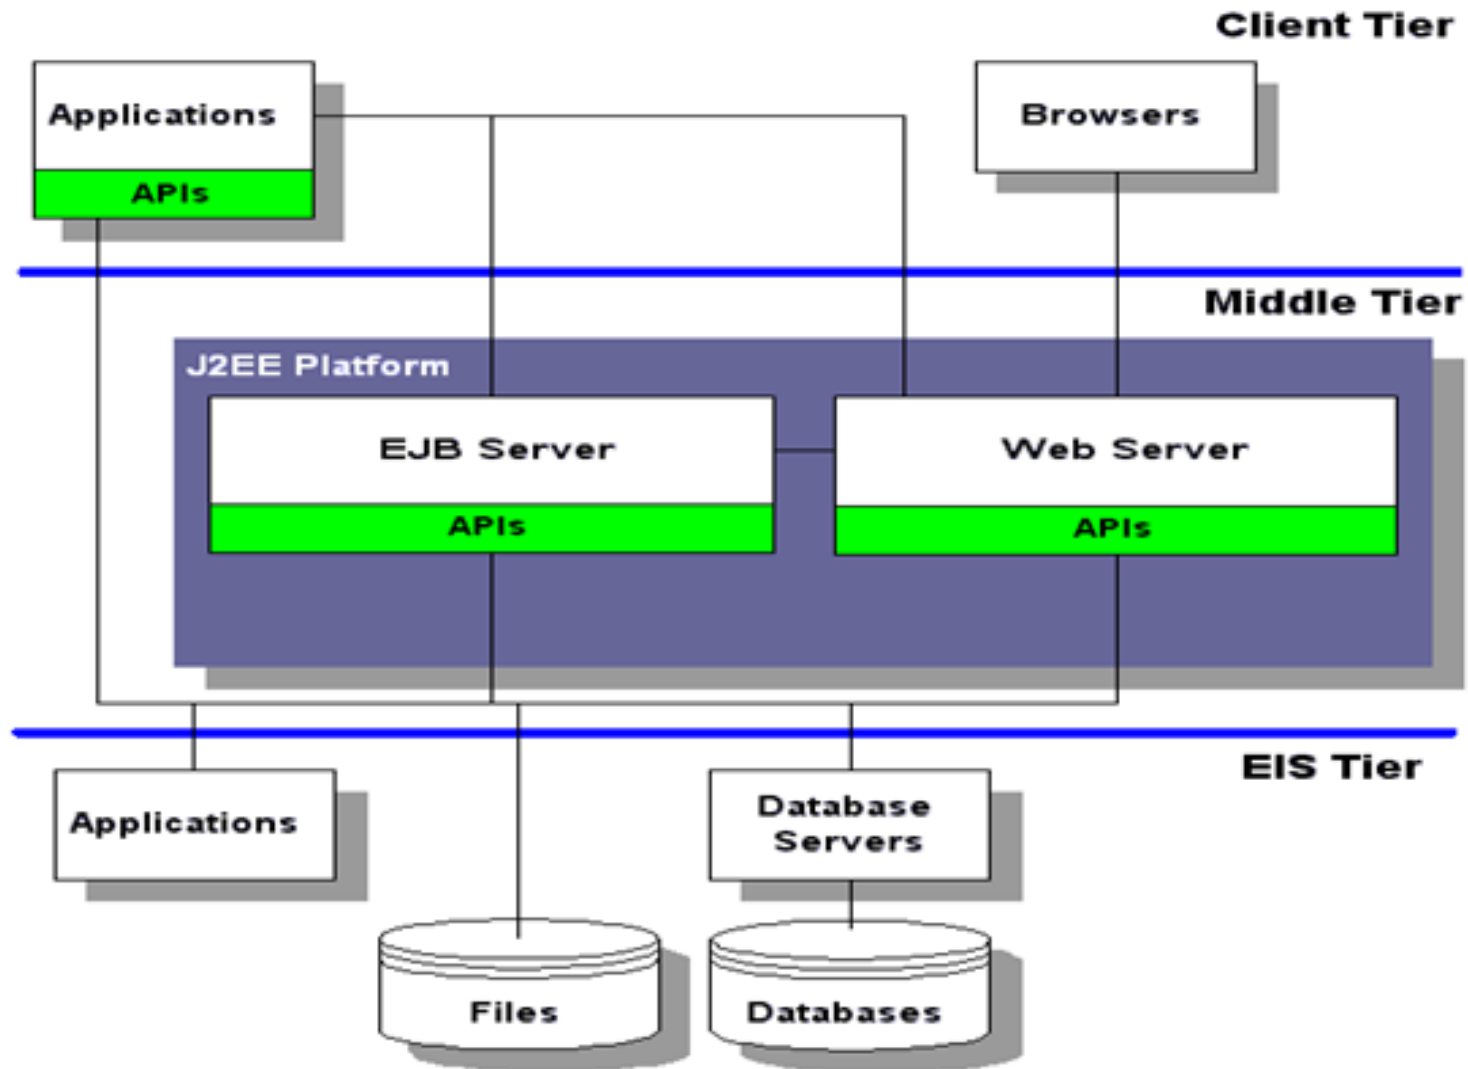 Client Tier
Applications
APIs
Browsers
Middle Tier
J2EE Platform
EJB Server
APIs
Web Server
APIs
EIS Tier
Applications
Database
Servers
Files
Databases